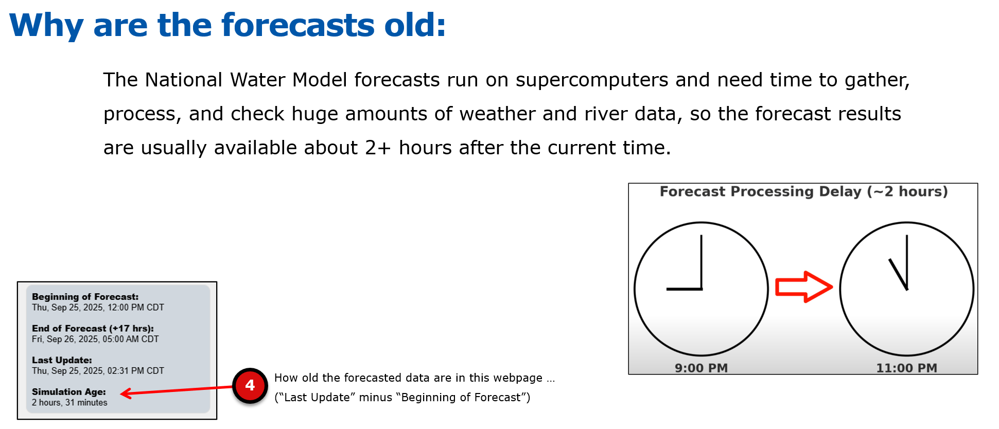 Why are the forecasts old:
The National Water Model forecasts run on supercomputers and need time to gather,
process, and check huge amounts of weather and river data, so the forecast results
are usually available about 2+ hours after the current time.
Forecast Processing Delay (~2 hours)
9:00 PM
11:00 PM
Beginning of Forecast:
Thu, Sep 25, 2025, 12:00 PM CDT
End of Forecast (+17 hrs):
Fri, Sep 26, 2025, 05:00 AM CDT
Last Update:
Thu, Sep 25, 2025, 02:31 PM CDT
Simulation Age:
2 hours, 31 minutes
4
How old the forecasted data are in this webpage …
(“Last Update” minus “Beginning of Forecast”)